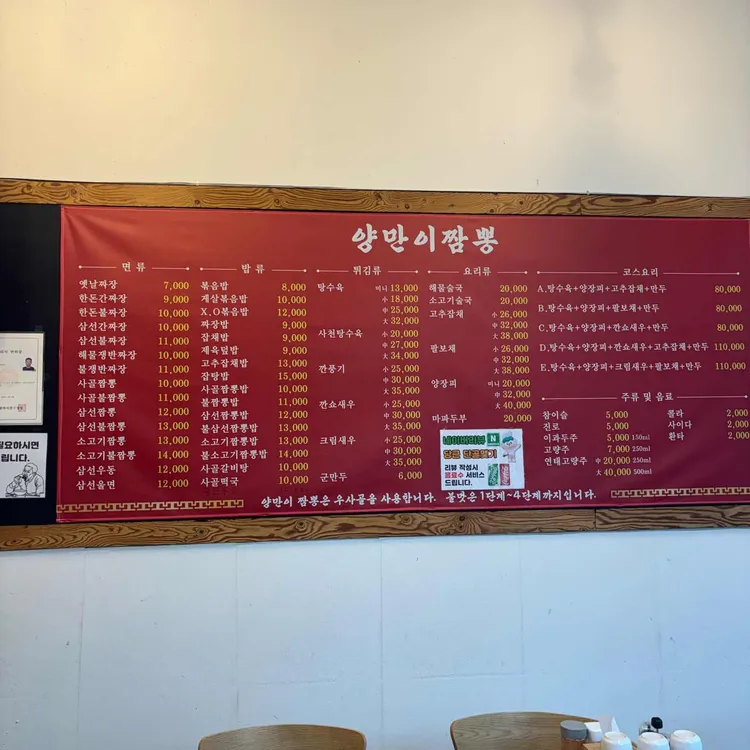 양만이짬뽕
면류
옛날짜장 7,000
한돈간짜장 9,000
한돈불짜장 10,000
삼선간짜장 10,000
삼선불짜장 11,000
해물쟁반짜장 10,000
불쟁반짜장 11,000
사골짬뽕 10,000
사골불짬뽕 11,000
삼선짬뽕 12,000
삼선불짬뽕 13,000
소고기짬뽕 13,000
소고기불짬뽕 14,000
삼선우동 12,000
삼선울면 12,000
밥류
볶음밥 8,000
게살볶음밥 10,000
X.O볶음밥 12,000
짜장밥 9,000
잡채밥 9,000
제육덮밥 9,000
고추잡채밥 13,000
잡탕밥 15,000
사골짬뽕밥 10,000
불짬뽕밥 11,000
삼선짬뽕밥 12,000
불삼선짬뽕밥 13,000
소고기짬뽕밥 13,000
불소고기짬뽕밥 14,000
사골갈비탕 10,000
사골떡국 10,000
튀김류
탕수육 미니 13,000
小 18,000
中 25,000
大 32,000
사천탕수육 小 20,000
中 27,000
大 34,000
깐풍기 小 25,000
中 30,000
大 35,000
깐쇼새우 小 25,000
中 30,000
大 35,000
크림새우 小 25,000
中 30,000
大 35,000
군만두 6,000
요리류
해물술국 20,000
소고기술국 20,000
고추잡채 小 26,000
中 32,000
大 38,000
팔보채 小 26,000
中 32,000
大 38,000
양장피 미니 20,000
中 32,000
大 40,000
마파두부 20,000
네이버리뷰 N
당근 단골맺기
리뷰 작성시
음료수 서비스
드립니다.
코스요리
A.탕수육+양장피+고추잡채+만두 80,000
B.탕수육+양장피+팔보채+만두 80,000
C.탕수육+양장피+깐쇼새우+만두 80,000
D.탕수육+양장피+깐쇼새우+고추잡채+만두 110,000
E.탕수육+양장피+크림새우+팔보채+만두 110,000
주류 및 음료
참이슬 5,000
진로 5,000
이과두주 5,000 150ml
고량주 7,000 250ml
연태고량주 中 20,000 250ml
大 40,000 500ml
콜라 2,000
사이다 2,000
환타 2,000
양만이 짬뽕은 우사골을 사용합니다. 불맛은 1단계~4단계까지입니다.
필요하시면
립니다.